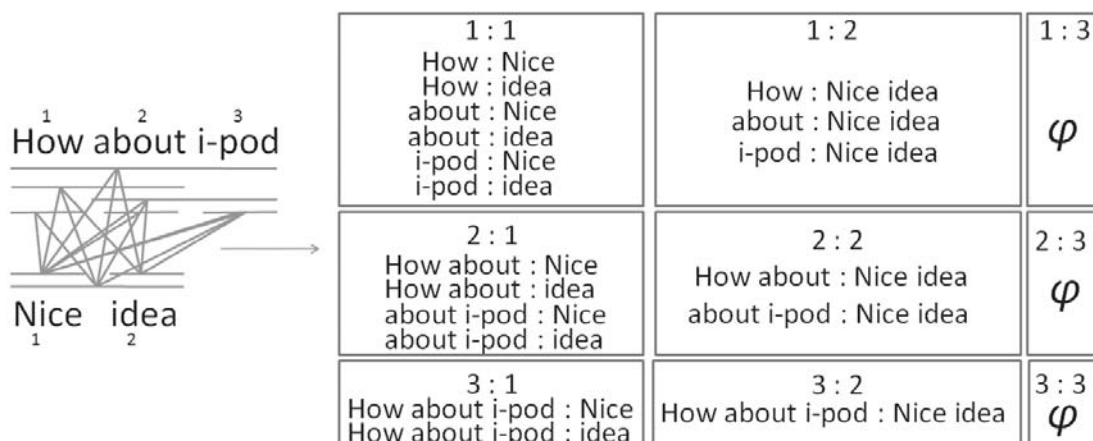 1 2 3
How about i-pod
Nice idea
1 2
1 : 1
How : Nice
How : idea
about : Nice
about : idea
i-pod : Nice
i-pod : idea
1 : 2
How : Nice idea
about : Nice idea
i-pod : Nice idea
1 : 3
φ
2 : 1
How about : Nice
How about : idea
about i-pod : Nice
about i-pod : idea
2 : 2
How about : Nice idea
about i-pod : Nice idea
2 : 3
φ
3 : 1
How about i-pod : Nice
How about i-pod : idea
3 : 2
How about i-pod : Nice idea
3 : 3
φ